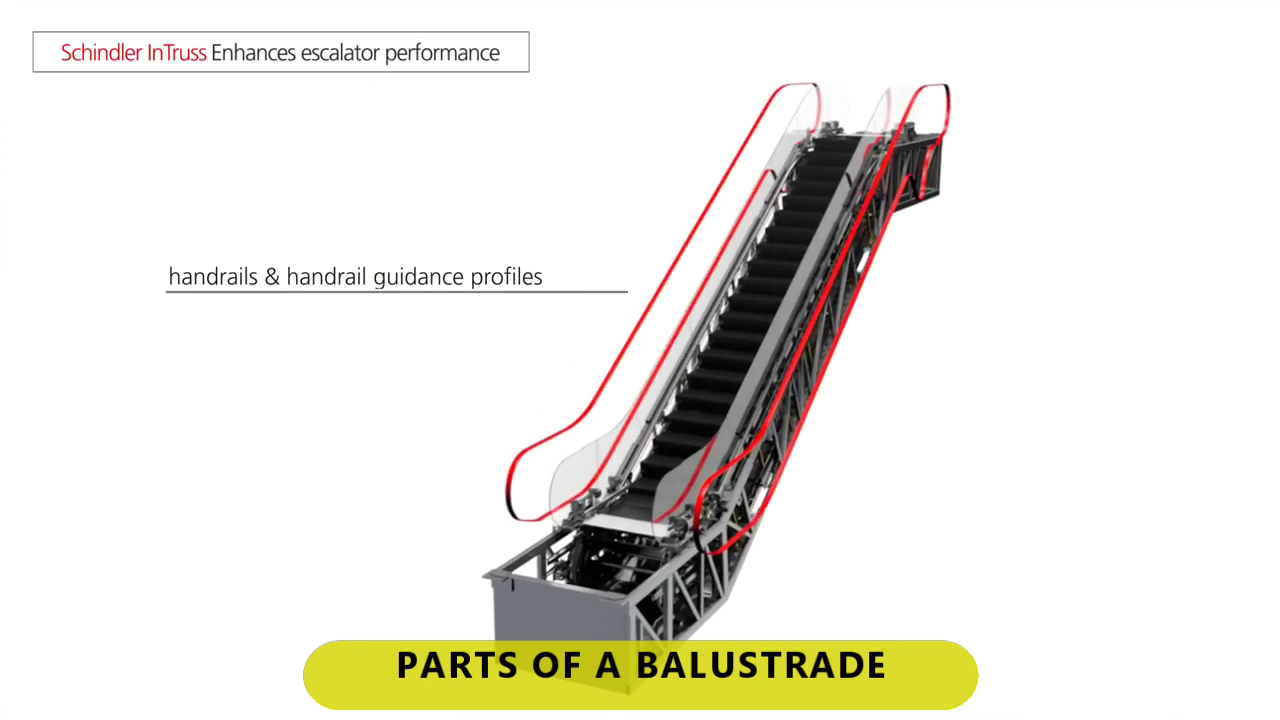 Schindler InTruss Enhances escalator performance
handrails & handrail guidance profiles
PARTS OF A BALUSTRADE